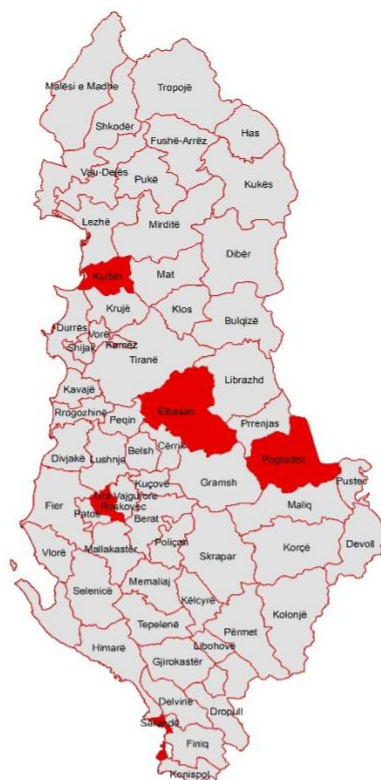 Malësi e Madhe
Tropojë
Shkodër
Has
Fushë-Arrëz
Vau-Dejës
Pukë
Kukës
Lezhë
Mirditë
Dibër
Kurbin
Mat
Krujë
Klos
Bulqizë
Durrës
Vorë
Shijak
Kamëz
Tiranë
Librazhd
Kavajë
Rrogozhinë
Peqin
Elbasan
Prrenjas
Divjakë
Lushnje
Belsh
Cërrik
Pogradec
Gramsh
Pustec
Kuçovë
Ura Vajgurore
Fier
Roskovec
Patos
Berat
Maliq
Vlorë
Mallakastër
Poliçan
Skrapar
Korçë
Devoll
Selenicë
Memaliaj
Këlcyrë
Kolonjë
Tepelenë
Përmet
Himarë
Libohovë
Gjirokastër
Delvinë
Dropull
Sarandë
Finiq
Konispol